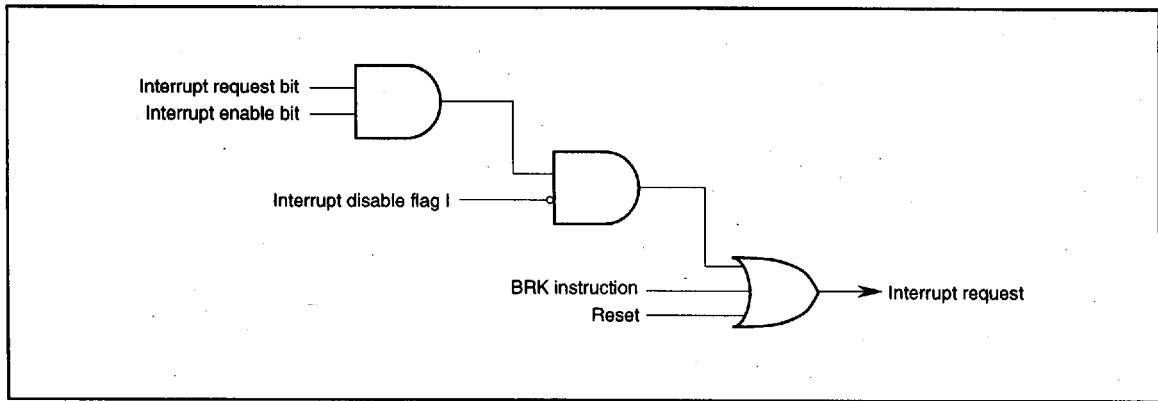 Interrupt request bit
Interrupt enable bit
Interrupt disable flag I
BRK instruction
Reset
Interrupt request